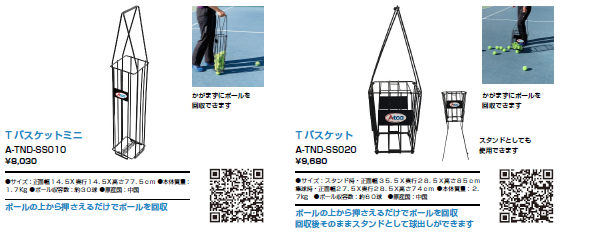 かがまずにボールを
回収できます
T バスケットミニ
A-TND-SS010
¥8,030
●サイズ：正面幅14.5X奥行14.5X高さ77.5cm ●本体質量：
1.7Kg ●ボール収容数：約30球 ●原産国：中国
ボールの上から押さえるだけでボールを回収
Atco
かがまずにボールを
回収できます
スタンドとしても
使用できます
T バスケット
A-TND-SS020
¥9,680
●サイズ：スタンド時・正面幅35.5X奥行28.5X高さ85cm
集球時・正面幅27.5X奥行28.5X高さ74cm ●本体質量：2.
7kg ●ボール収容数：約60球 ●原産国：中国
ボールの上から押さえるだけでボールを回収
回収後そのままスタンドとして球出しができます